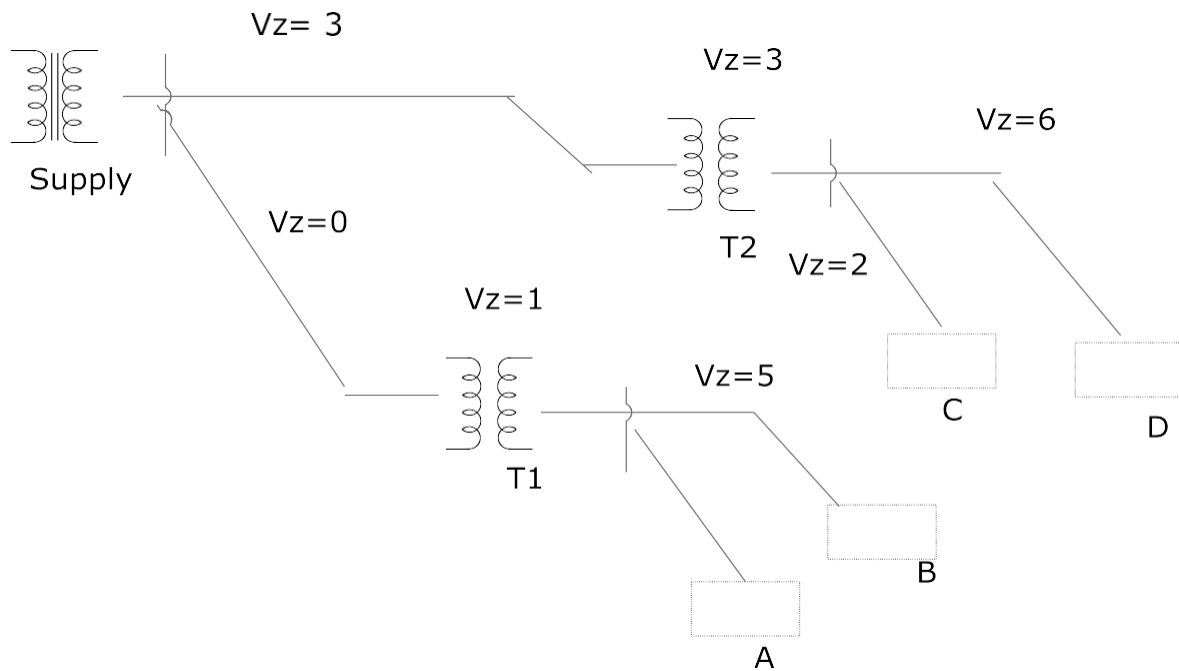 Vz= 3
Vz=3
Vz=6
Supply
Vz=0
T2
Vz=2
Vz=1
Vz=5
C
D
T1
B
A